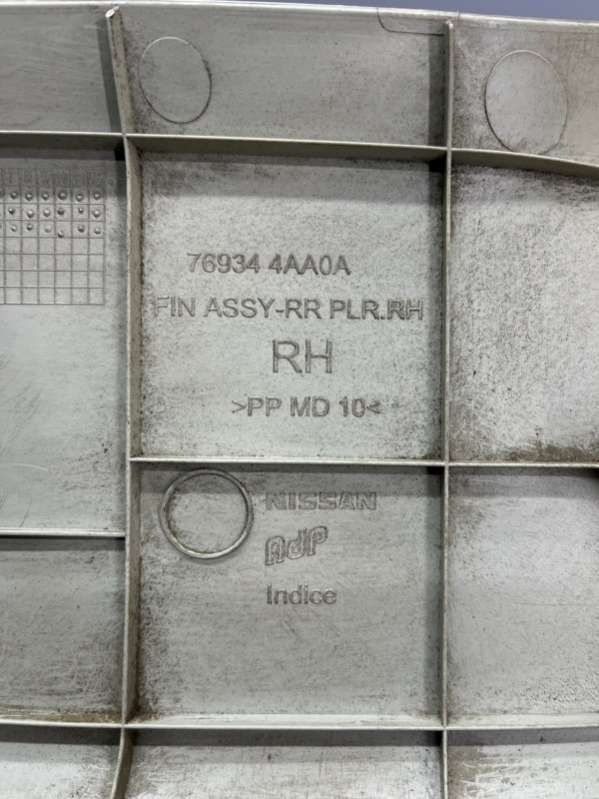 76934 4AA0A
FIN ASSY-RR PLR.RH
RH
>PP MD 10<
NISSAN
adp
Indice